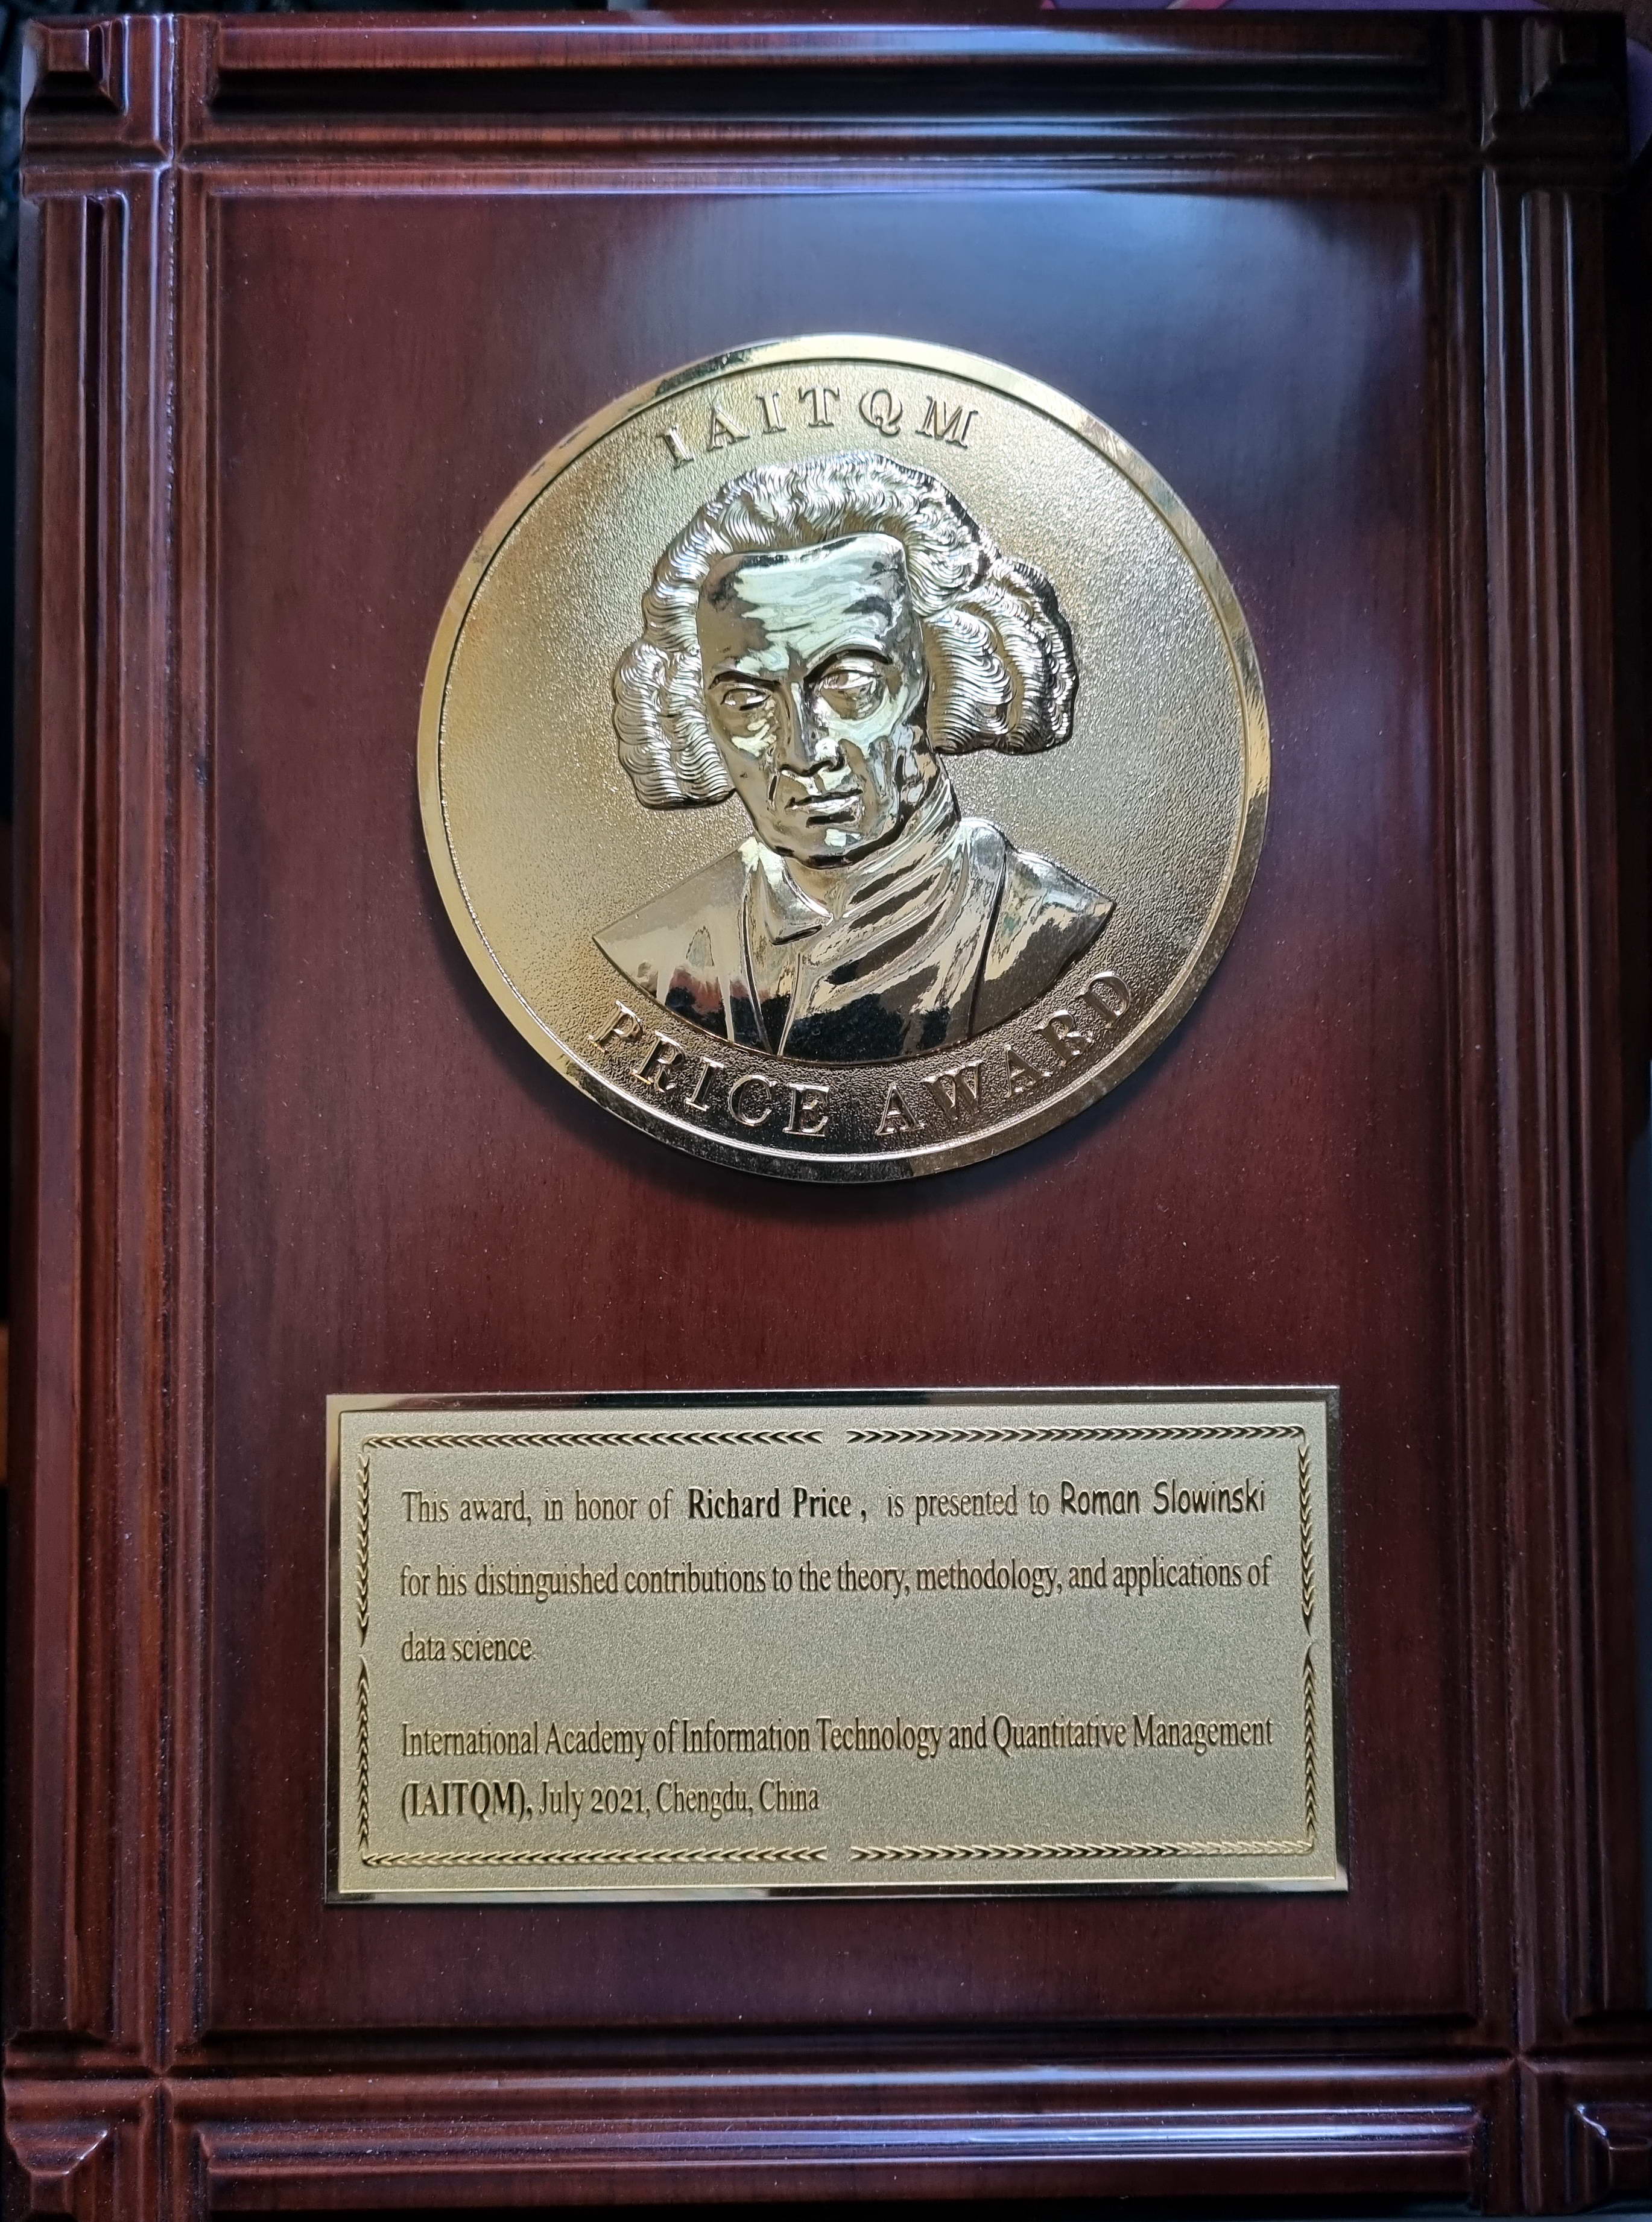 IAITQM
PRICE AWARD
This award, in honor of Richard Price , is presented to Roman Slowinski
for his distinguished contributions to the theory, methodology, and applications of
data science.
International Academy of Information Technology and Quantitative Management
(IAITQM), July 2021, Chengdu, China